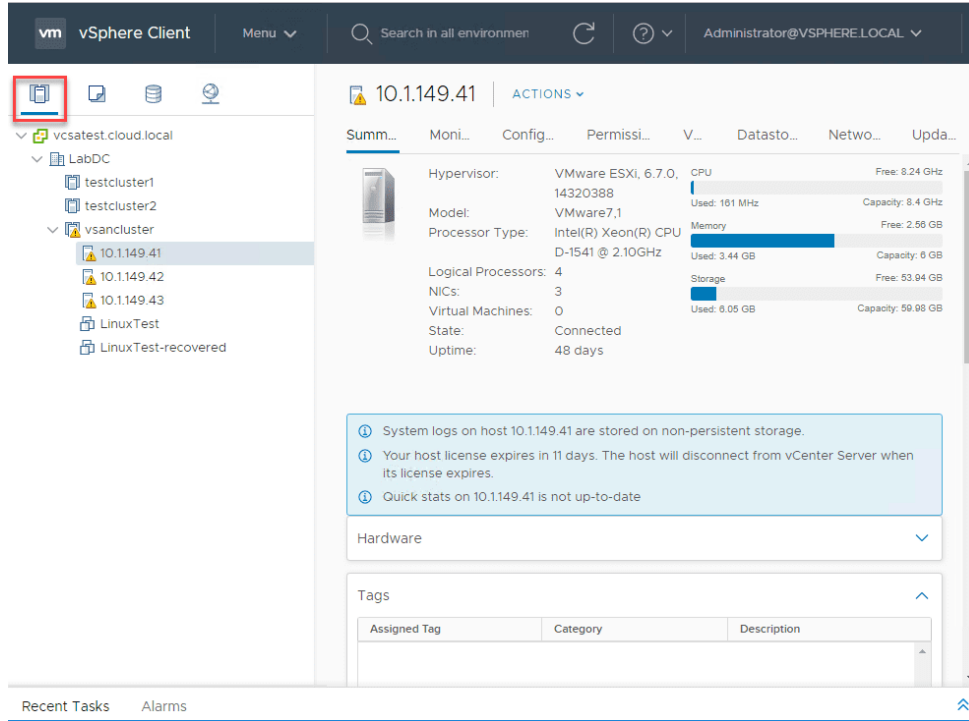 vm vSphere Client Menu Search in all environmen ? Administrator@VSPHERE.LOCAL
vcsatest.cloud.local
LabDC
testcluster1
testcluster2
vsancluster
10.1.149.41
10.1.149.42
10.1.149.43
LinuxTest
LinuxTest-recovered
10.1.149.41 ACTIONS
Summ... Moni... Config... Permissi... V... Datasto... Netwo... Upda...
Hypervisor: VMware ESXi, 6.7.0,
14320388
Model: VMware7,1
Processor Type: Intel(R) Xeon(R) CPU
D-1541 @ 2.10GHz
Logical Processors: 4
NICs: 3
Virtual Machines: 0
State: Connected
Uptime: 48 days
CPU Free: 8.24 GHz
Used: 161 MHz Capacity: 8.4 GHz
Memory Free: 2.56 GB
Used: 3.44 GB Capacity: 6 GB
Storage Free: 53.94 GB
Used: 6.05 GB Capacity: 59.98 GB
System logs on host 10.1.149.41 are stored on non-persistent storage.
Your host license expires in 11 days. The host will disconnect from vCenter Server when
its license expires.
Quick stats on 10.1.149.41 is not up-to-date
Hardware
Tags
Assigned Tag Category Description
Recent Tasks Alarms